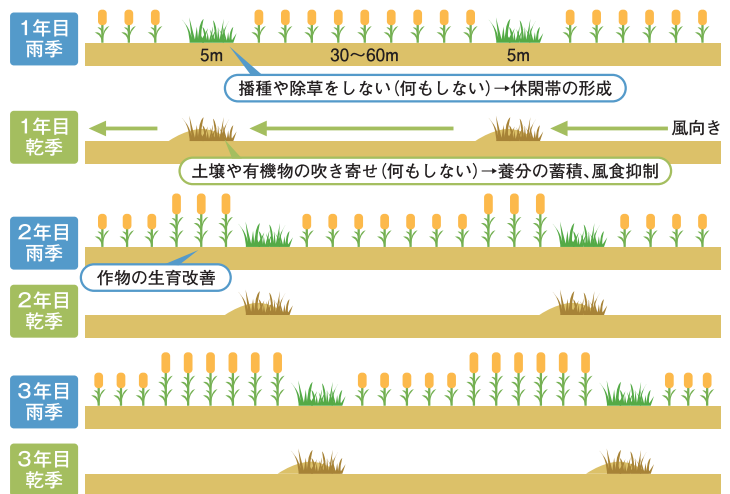 1年目
雨季
5m
30〜60m
5m
播種や除草をしない(何もしない)→休閑帯の形成
1年目
乾季
風向き
土壌や有機物の吹き寄せ(何もしない)→養分の蓄積、風食抑制
2年目
雨季
作物の生育改善
2年目
乾季
3年目
雨季
3年目
乾季